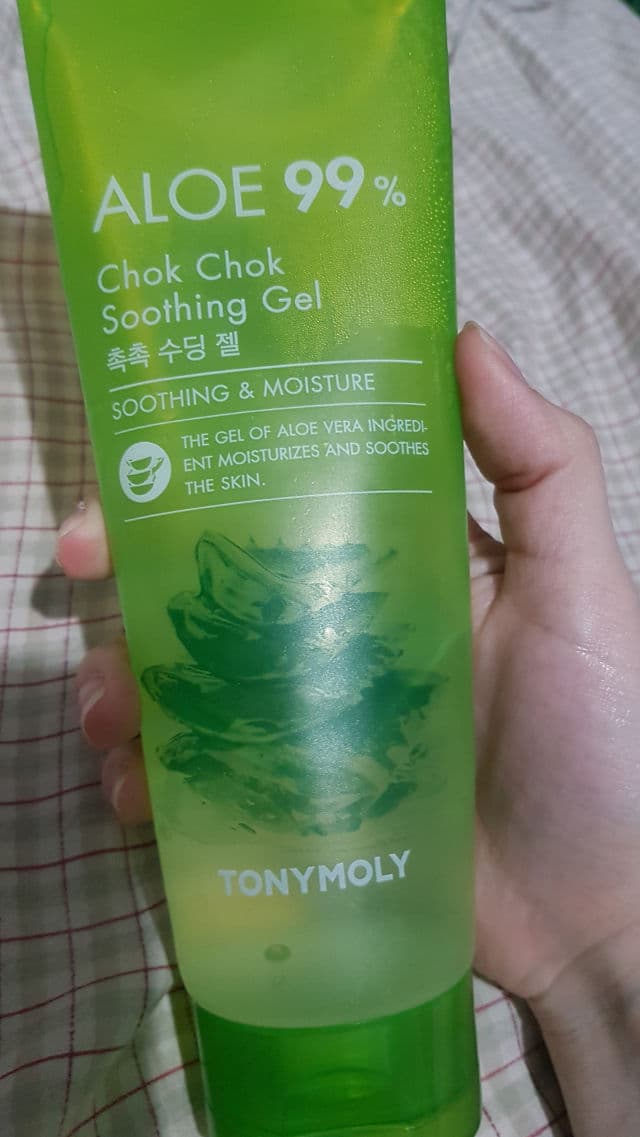 ALOE 99%
Chok Chok
Soothing Gel
촉촉 수딩 젤
SOOTHING & MOISTURE
THE GEL OF ALOE VERA INGREDI-
ENT MOISTURIZES AND SOOTHES
THE SKIN.
TONYMOLY